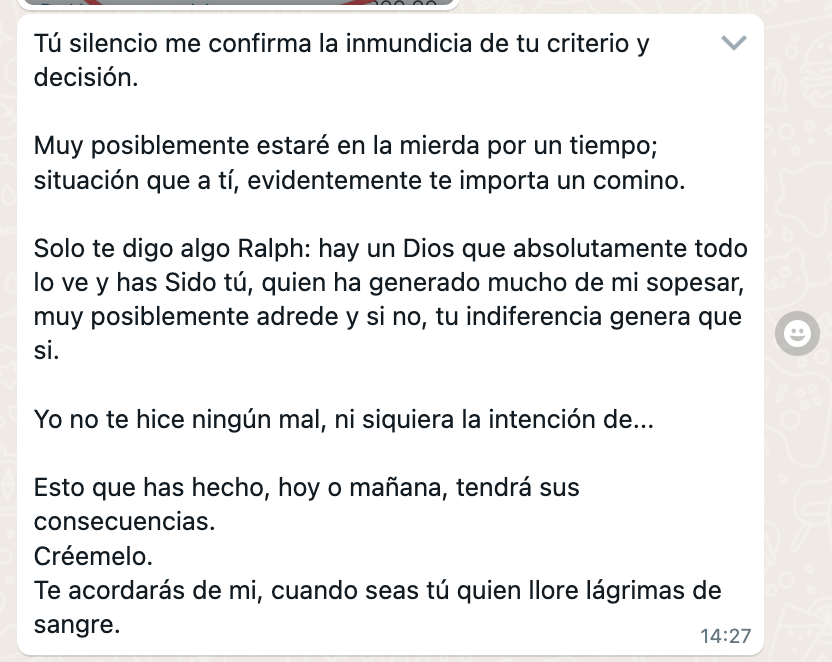 Tú silencio me confirma la inmundicia de tu criterio y
decisión.
Muy posiblemente estaré en la mierda por un tiempo;
situación que a tí, evidentemente te importa un comino.
Solo te digo algo Ralph: hay un Dios que absolutamente todo
lo ve y has Sido tú, quien ha generado mucho de mi sopesar,
muy posiblemente adrede y si no, tu indiferencia genera que
si.
Yo no te hice ningún mal, ni siquiera la intención de...
Esto que has hecho, hoy o mañana, tendrá sus
consecuencias.
Créemelo.
Te acordarás de mi, cuando seas tú quien llore lágrimas de
sangre.
14:27